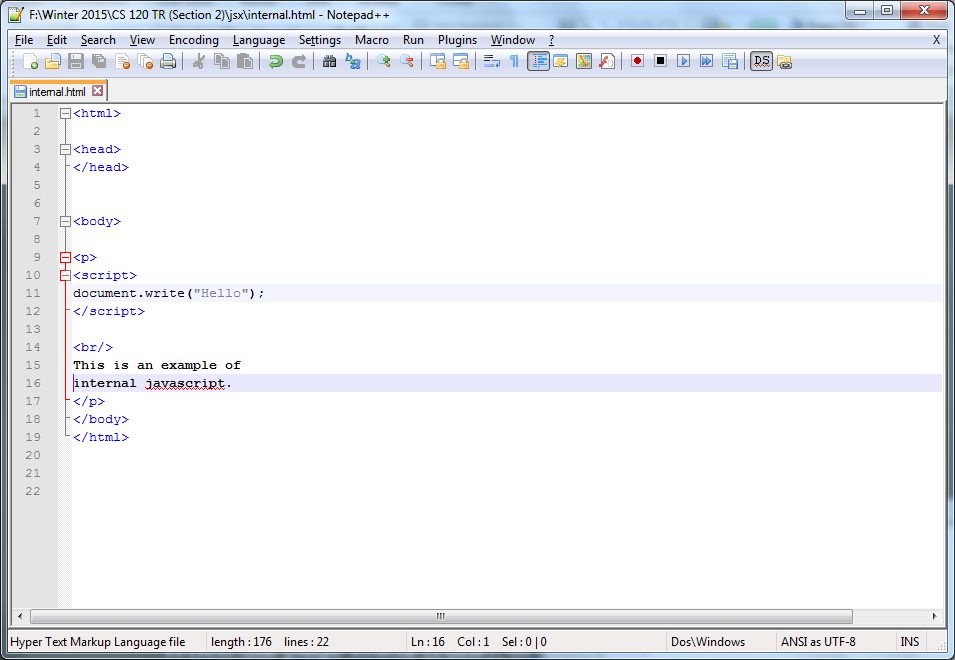 F:\Winter 2015\CS 120 TR (Section 2)\jsx\internal.html - Notepad++
File Edit Search View Encoding Language Settings Macro Run Plugins Window ? X
DS
internal.html
1 <html>
2
3 <head>
4 </head>
5
6
7 <body>
8
9 <p>
10 <script>
11 document.write("Hello");
12 </script>
13
14 <br/>
15 This is an example of
16 internal javascript.
17 </p>
18 </body>
19 </html>
20
21
22
Hyper Text Markup Language file length : 176 lines : 22 Ln : 16 Col : 1 Sel : 0 | 0 Dos\Windows ANSI as UTF-8 INS